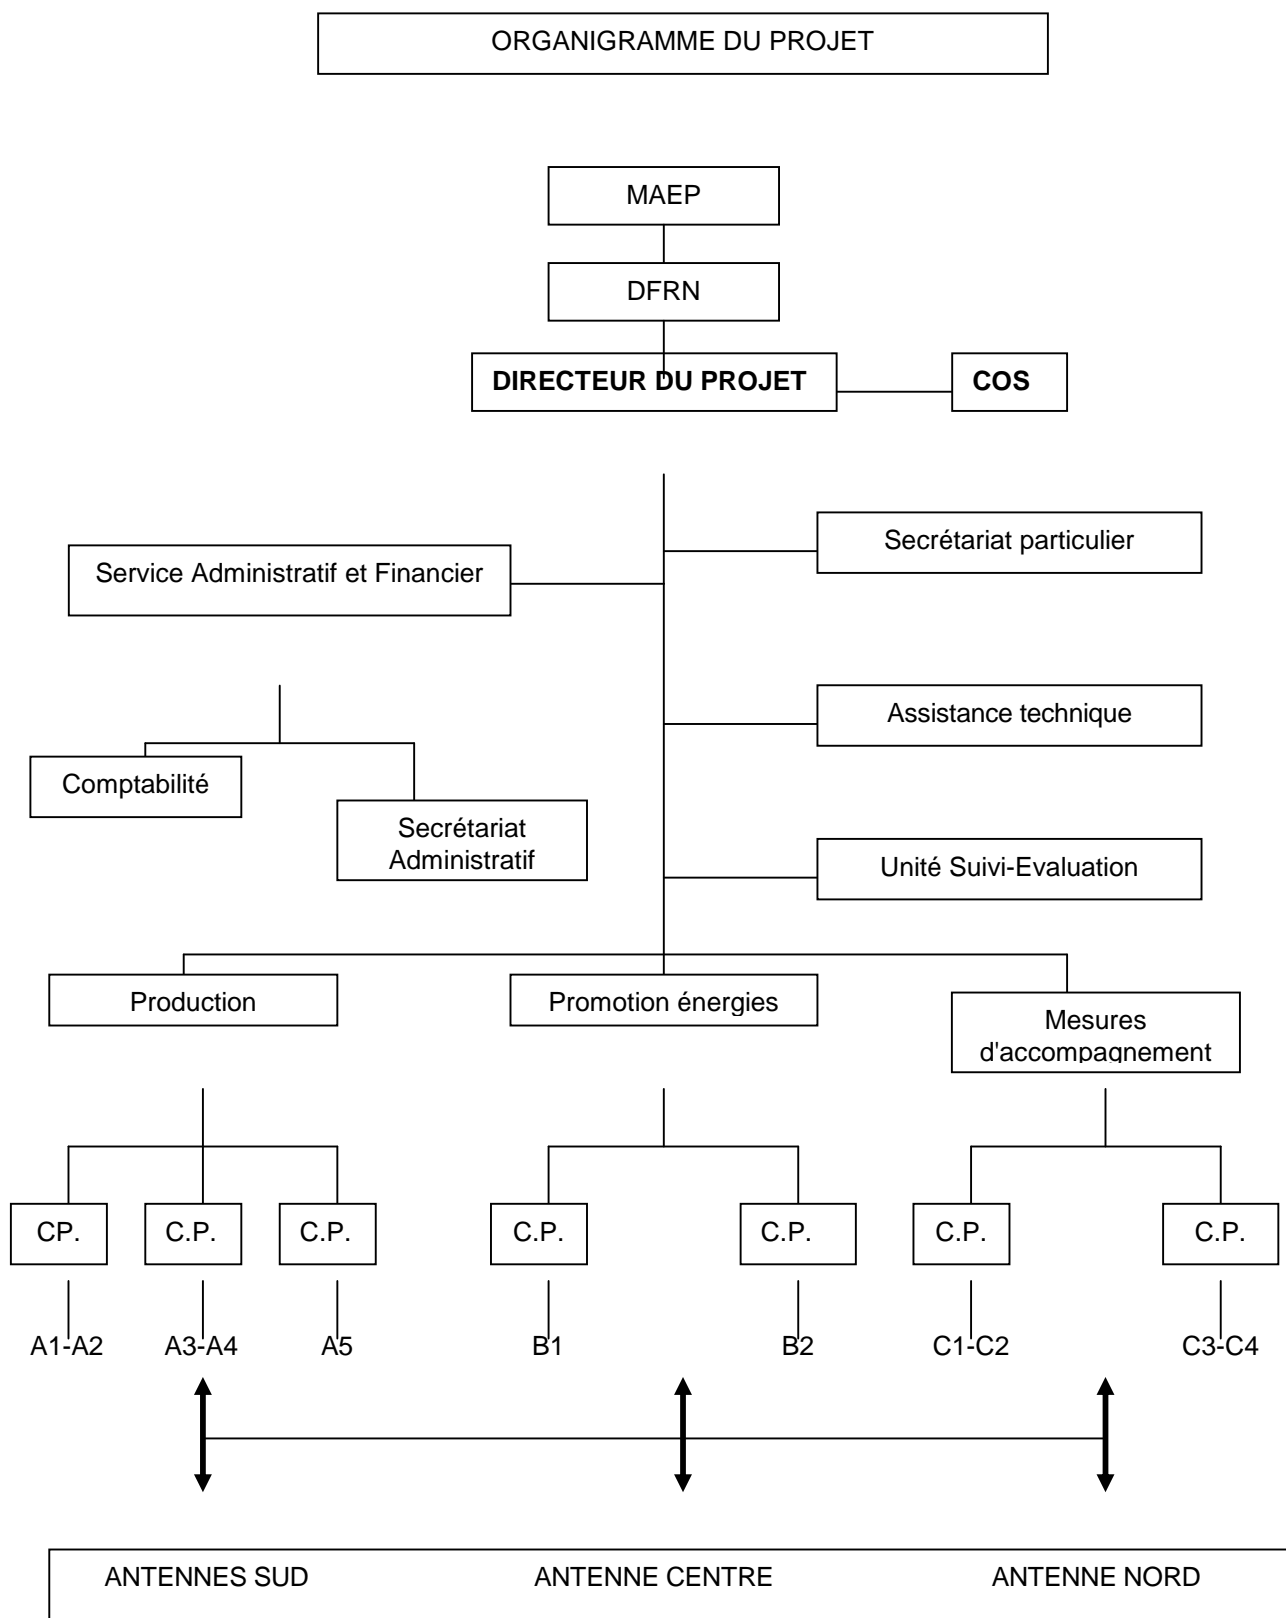 ORGANIGRAMME DU PROJET
MAEP
DFRN
DIRECTEUR DU PROJET
COS
Secrétariat particulier
Service Administratif et Financier
Assistance technique
Comptabilité
Secrétariat
Administratif
Unité Suivi-Evaluation
Production
Promotion énergies
Mesures
d'accompagnement
CP.
C.P.
C.P.
C.P.
C.P.
C.P.
C.P.
A1-A2
A3-A4
A5
B1
B2
C1-C2
C3-C4
ANTENNES SUD
ANTENNE CENTRE
ANTENNE NORD